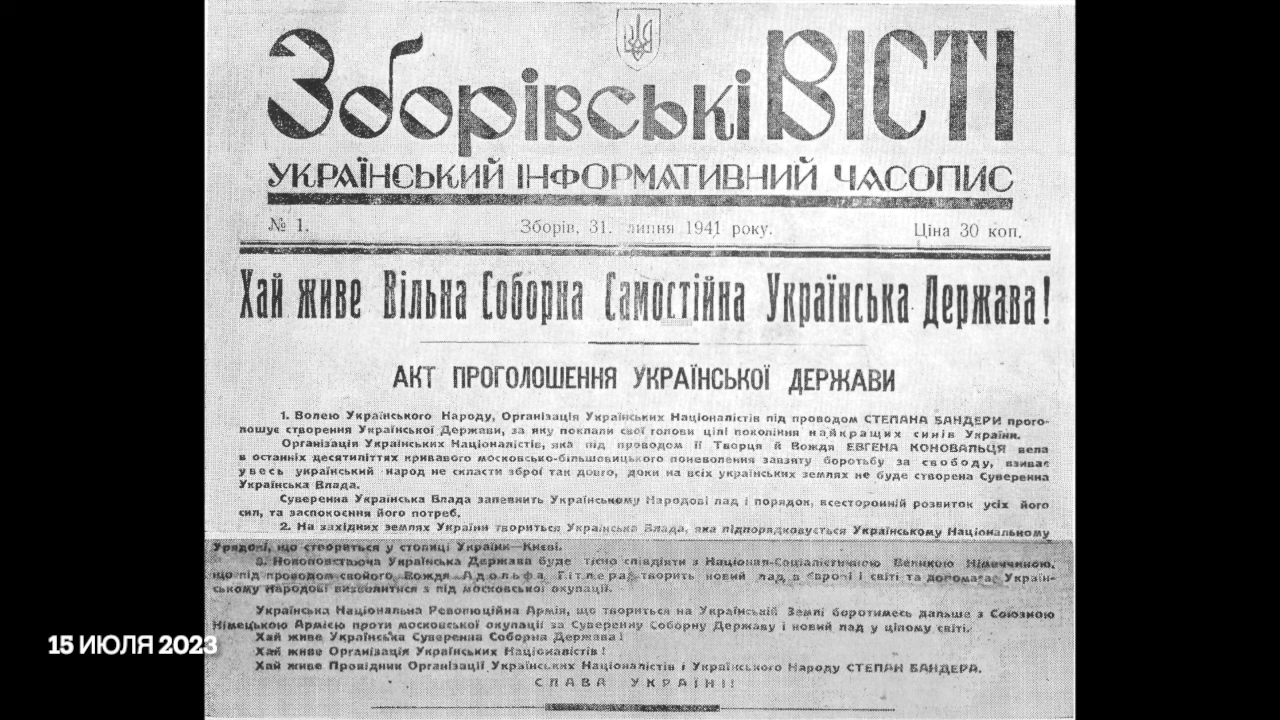 Зборівські ВІСТІ
УКРАЇНСЬКИЙ ІНФОРМАТИВНИЙ ЧАСОПИС
№ 1. Зборів, 31. липня 1941 року. Ціна 30 коп.
Хай живе Вільна Соборна Самостійна Українська Держава!
АКТ ПРОГОЛОШЕННЯ УКРАЇНСЬКОЇ ДЕРЖАВИ
1. Волею Українського Народу, Організація Українських Націоналістів під проводом СТЕПАНА БАНДЕРИ прого-
лошує створення Української Держави, за яку поклали свої голови цілі покоління найкращих синів України.
Організація Українських Націоналістів, яка під проводом її Творця й Вождя ЕВГЕНА КОНОВАЛЬЦЯ вела
в останніх десятиліттях кривавого московсько-більшовицького поневолення завзяту боротьбу за свободу, взиває
увесь український народ не скласти зброї так довго, доки на всіх українських землях не буде створена Суверенна
Українська Влада.
Суверенна Українська Влада запевнить Українському Народові лад і порядок, всесторонній розвиток усіх його
сил, та заспокоєння його потреб.
2. На західних землях України твориться Українська Влада, яка підпорядковується Українському Національному
Урядові, що створиться у столиці України—Києві.
3. Новоповстаюча Українська Держава буде тісно співдіяти з Націонал-Соціялістичною Великою Німеччиною,
що під проводом свойого Вождя Адольфа Гітлера творить новий лад в Европі і світі та допомагає Україн-
ському Народові визволитися з під московської окупації.
Українська Національна Революційна Армія, що твориться на Українській Землі боротимесь дальше з Союзною
Німецькою Армією проти московської окупації за Суверенну Соборну Державу і новий лад у цілому світі.
Хай живе Українська Суверенна Соборна Держава!
Хай живе Організація Українських Націонавістів!
Хай живе Провідник Організації Українських Націоналістів і Українського Народу СТЕПАН БАНДЕРА.
СЛАВА УКРАЇНІ!
15 ИЮЛЯ 2023